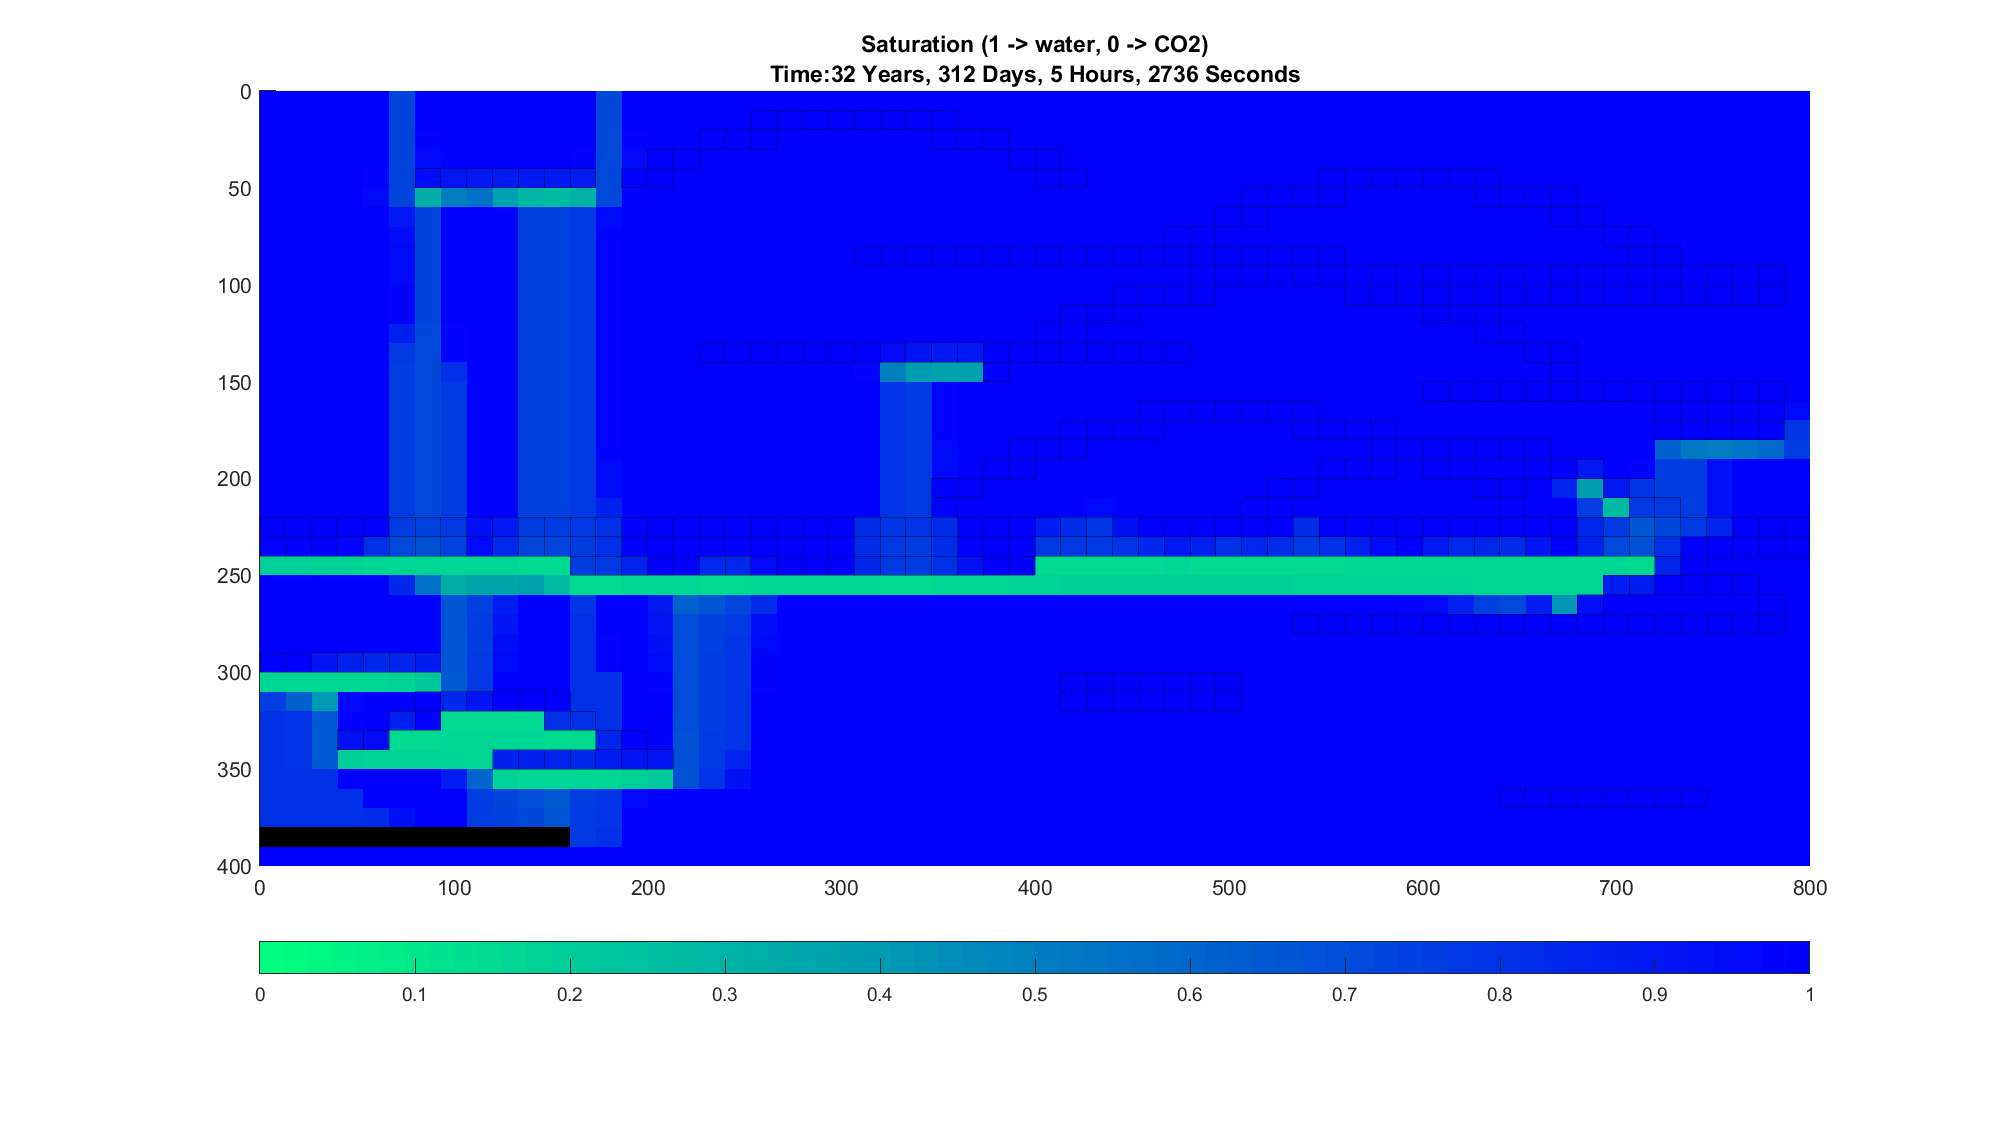 Saturation (1 -> water, 0 -> CO2)
Time:32 Years, 312 Days, 5 Hours, 2736 Seconds
0
50
100
150
200
250
300
350
400
0 100 200 300 400 500 600 700 800
0 0.1 0.2 0.3 0.4 0.5 0.6 0.7 0.8 0.9 1